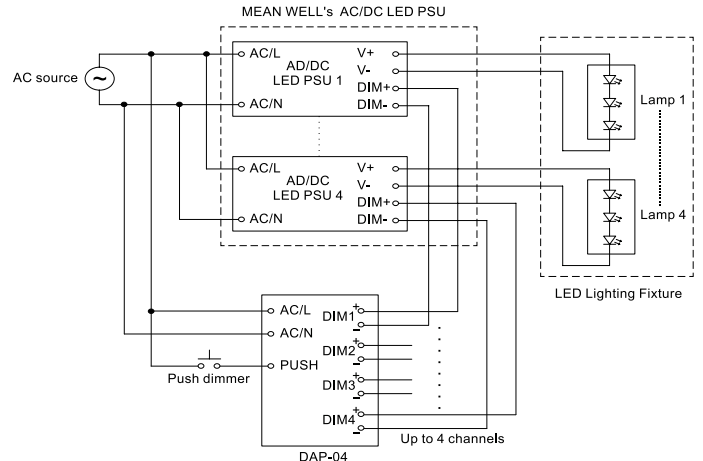 MEAN WELL's AC/DC LED PSU
AC source
AC/L
AD/DC
LED PSU 1
AC/N
V+
V-
DIM+
DIM-
AC/L
AD/DC
LED PSU 4
AC/N
V+
V-
DIM+
DIM-
Lamp 1
Lamp 4
LED Lighting Fixture
AC/L
AC/N
PUSH
Push dimmer
DIM1
+
-
DIM2
+
-
DIM3
+
-
DIM4
+
-
Up to 4 channels
DAP-04